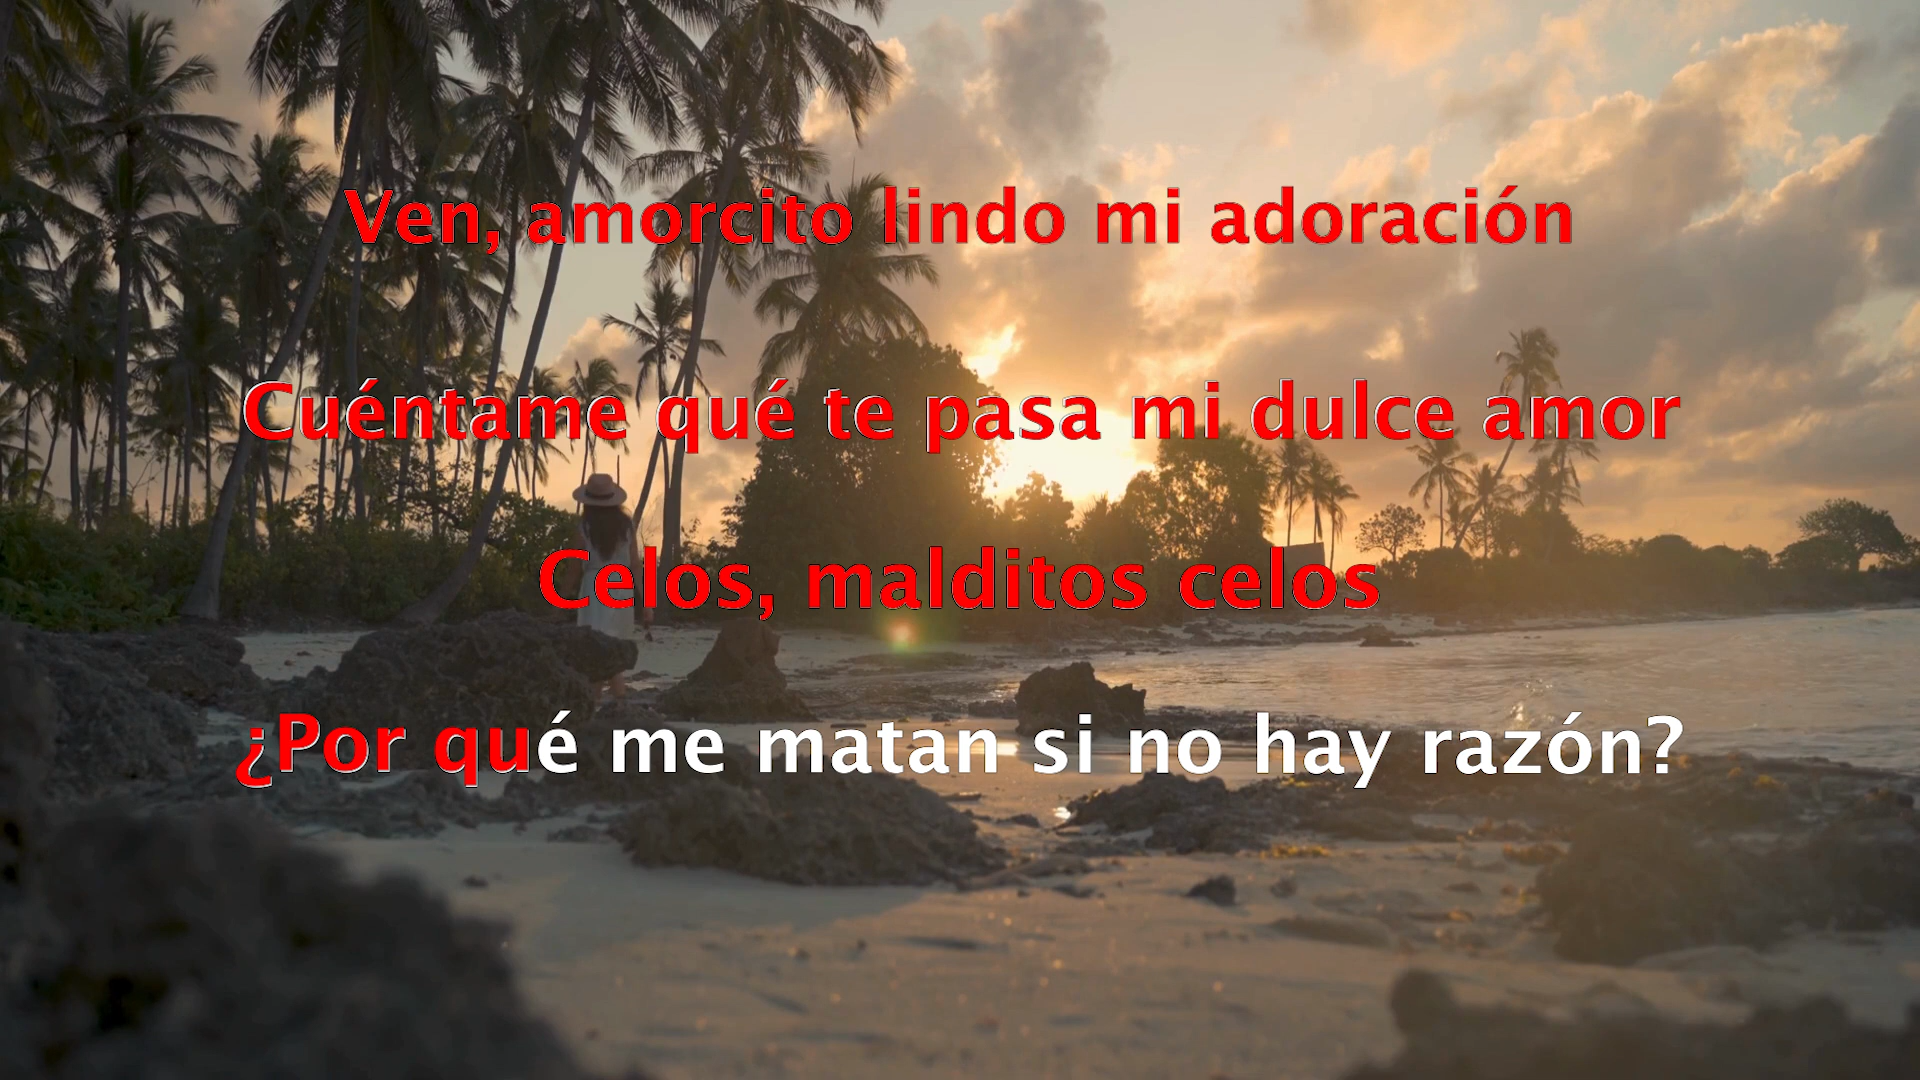 Ven, amorcito lindo mi adoración
Cuéntame qué te pasa mi dulce amor
Celos, malditos celos
¿Por qué me matan si no hay razón?